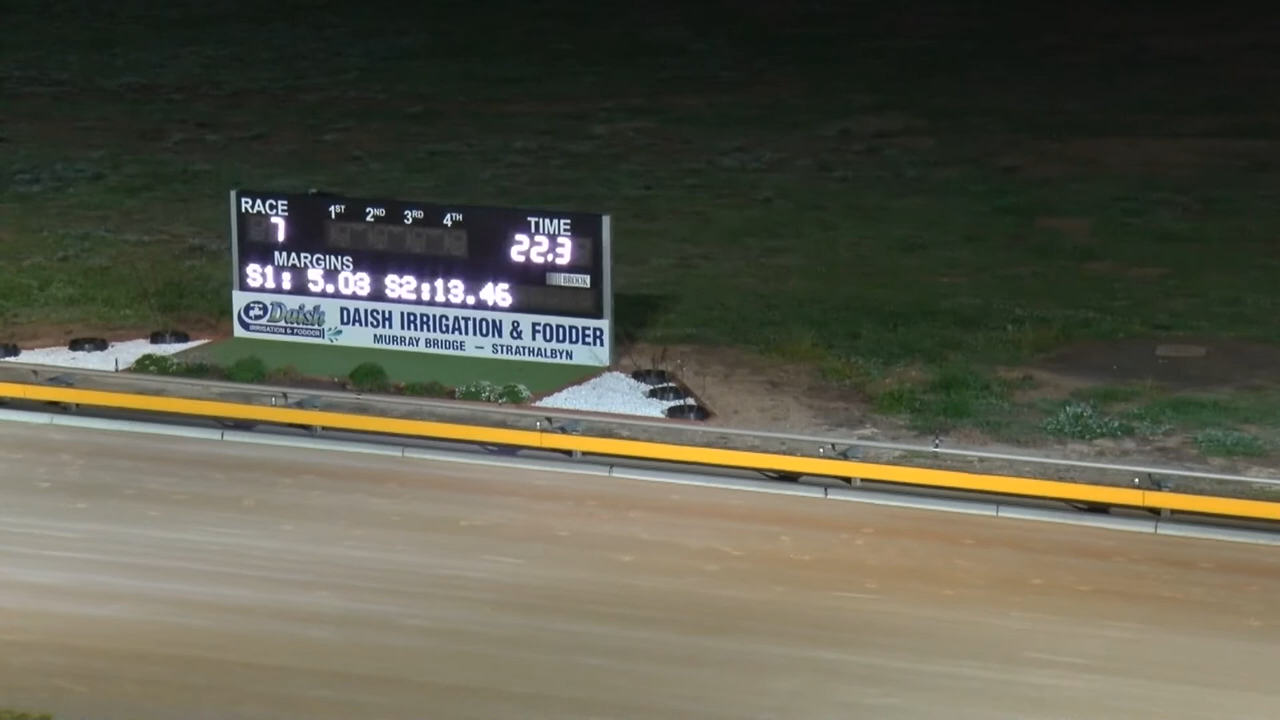 RACE 1ST 2ND 3RD 4TH TIME
7 22.3
MARGINS
BROOK
S1: 5.03 S2:13.46
Daish
IRRIGATION & FODDER
DAISH IRRIGATION & FODDER
MURRAY BRIDGE – STRATHALBYN